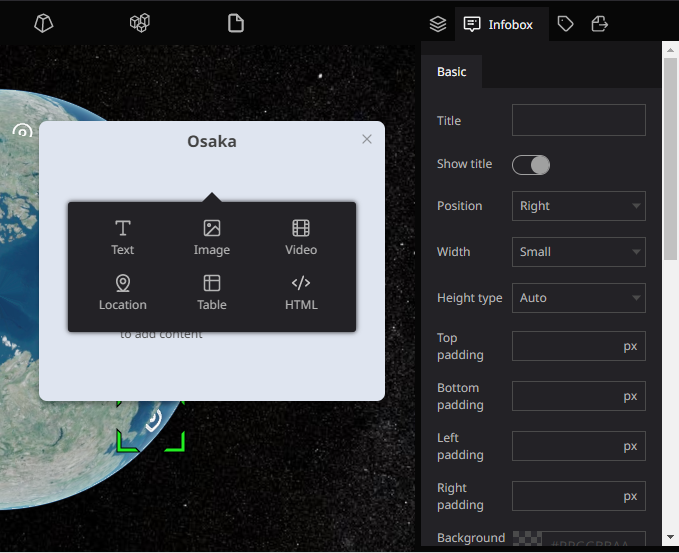 Infobox
Basic
Osaka
Title
Show title
Position
Right
Text
Image
Video
Width
Small
Location
Table
HTML
Height type
Auto
to add content
Top
padding
px
Bottom
padding
px
Left
padding
px
Right
padding
px
Background